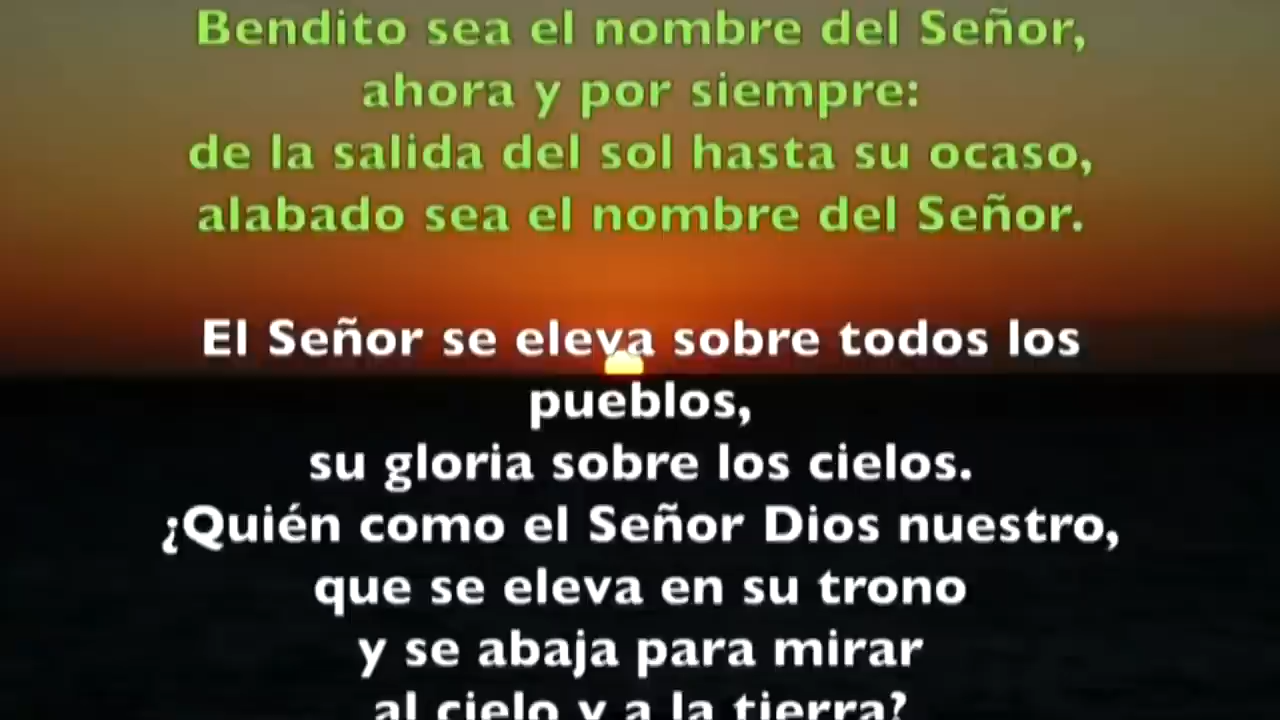 Bendito sea el nombre del Señor,
ahora y por siempre:
de la salida del sol hasta su ocaso,
alabado sea el nombre del Señor.
El Señor se eleva sobre todos los
pueblos,
su gloria sobre los cielos.
¿Quién como el Señor Dios nuestro,
que se eleva en su trono
y se abaja para mirar
al cielo y a la tierra?